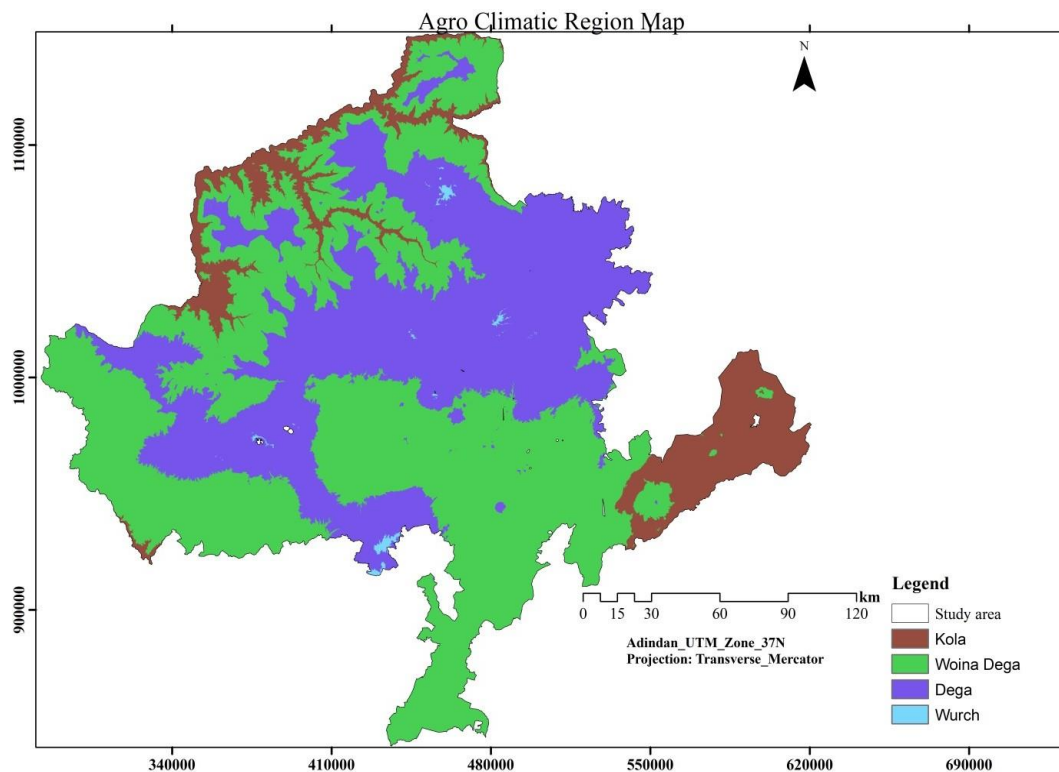 Agro Climatic Region Map
N
1100000
1000000
900000
km
0 15 30 60 90 120
Adindan_UTM_Zone_37N
Projection: Transverse_Mercator
Legend
Study area
Kola
Woina Dega
Dega
Wurch
340000 410000 480000 550000 620000 690000